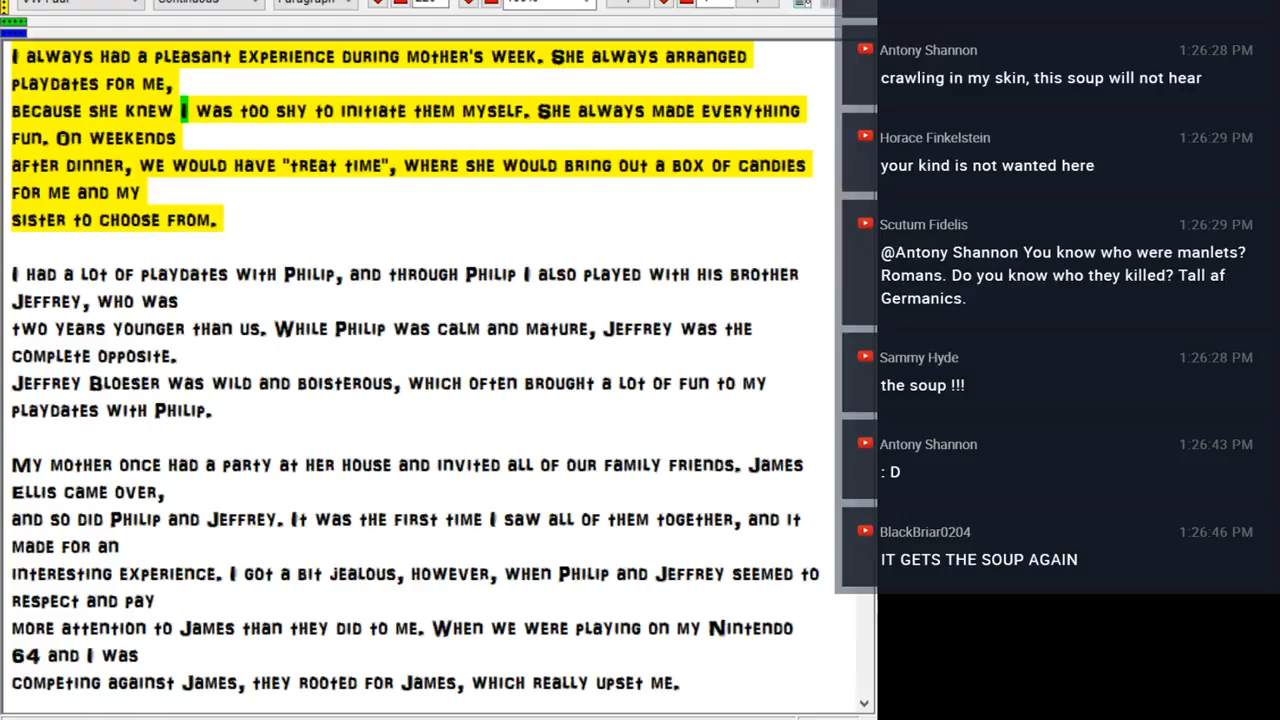 Continuous
Paragraph
I always had a pleasant experience during mother's week. She always arranged
playdates for me,
because she knew I was too shy to initiate them myself. She always made everything
fun. On weekends
after dinner, we would have "treat time", where she would bring out a box of candies
for me and my
sister to choose from.
I had a lot of playdates with Philip, and through Philip I also played with his brother
Jeffrey, who was
two years younger than us. While Philip was calm and mature, Jeffrey was the
complete opposite.
Jeffrey Bloeser was wild and boisterous, which often brought a lot of fun to my
playdates with Philip.
My mother once had a party at her house and invited all of our family friends. James
Ellis came over,
and so did Philip and Jeffrey. It was the first time I saw all of them together, and it
made for an
interesting experience. I got a bit jealous, however, when Philip and Jeffrey seemed to
respect and pay
more attention to James than they did to me. When we were playing on my Nintendo
64 and I was
competing against James, they rooted for James, which really upset me.
Antony Shannon 1:26:28 PM
crawling in my skin, this soup will not hear
Horace Finkelstein 1:26:29 PM
your kind is not wanted here
Scutum Fidelis 1:26:29 PM
@Antony Shannon You know who were manlets?
Romans. Do you know who they killed? Tall af
Germanics.
Sammy Hyde 1:26:28 PM
the soup !!!
Antony Shannon 1:26:43 PM
: D
BlackBriar0204 1:26:46 PM
IT GETS THE SOUP AGAIN